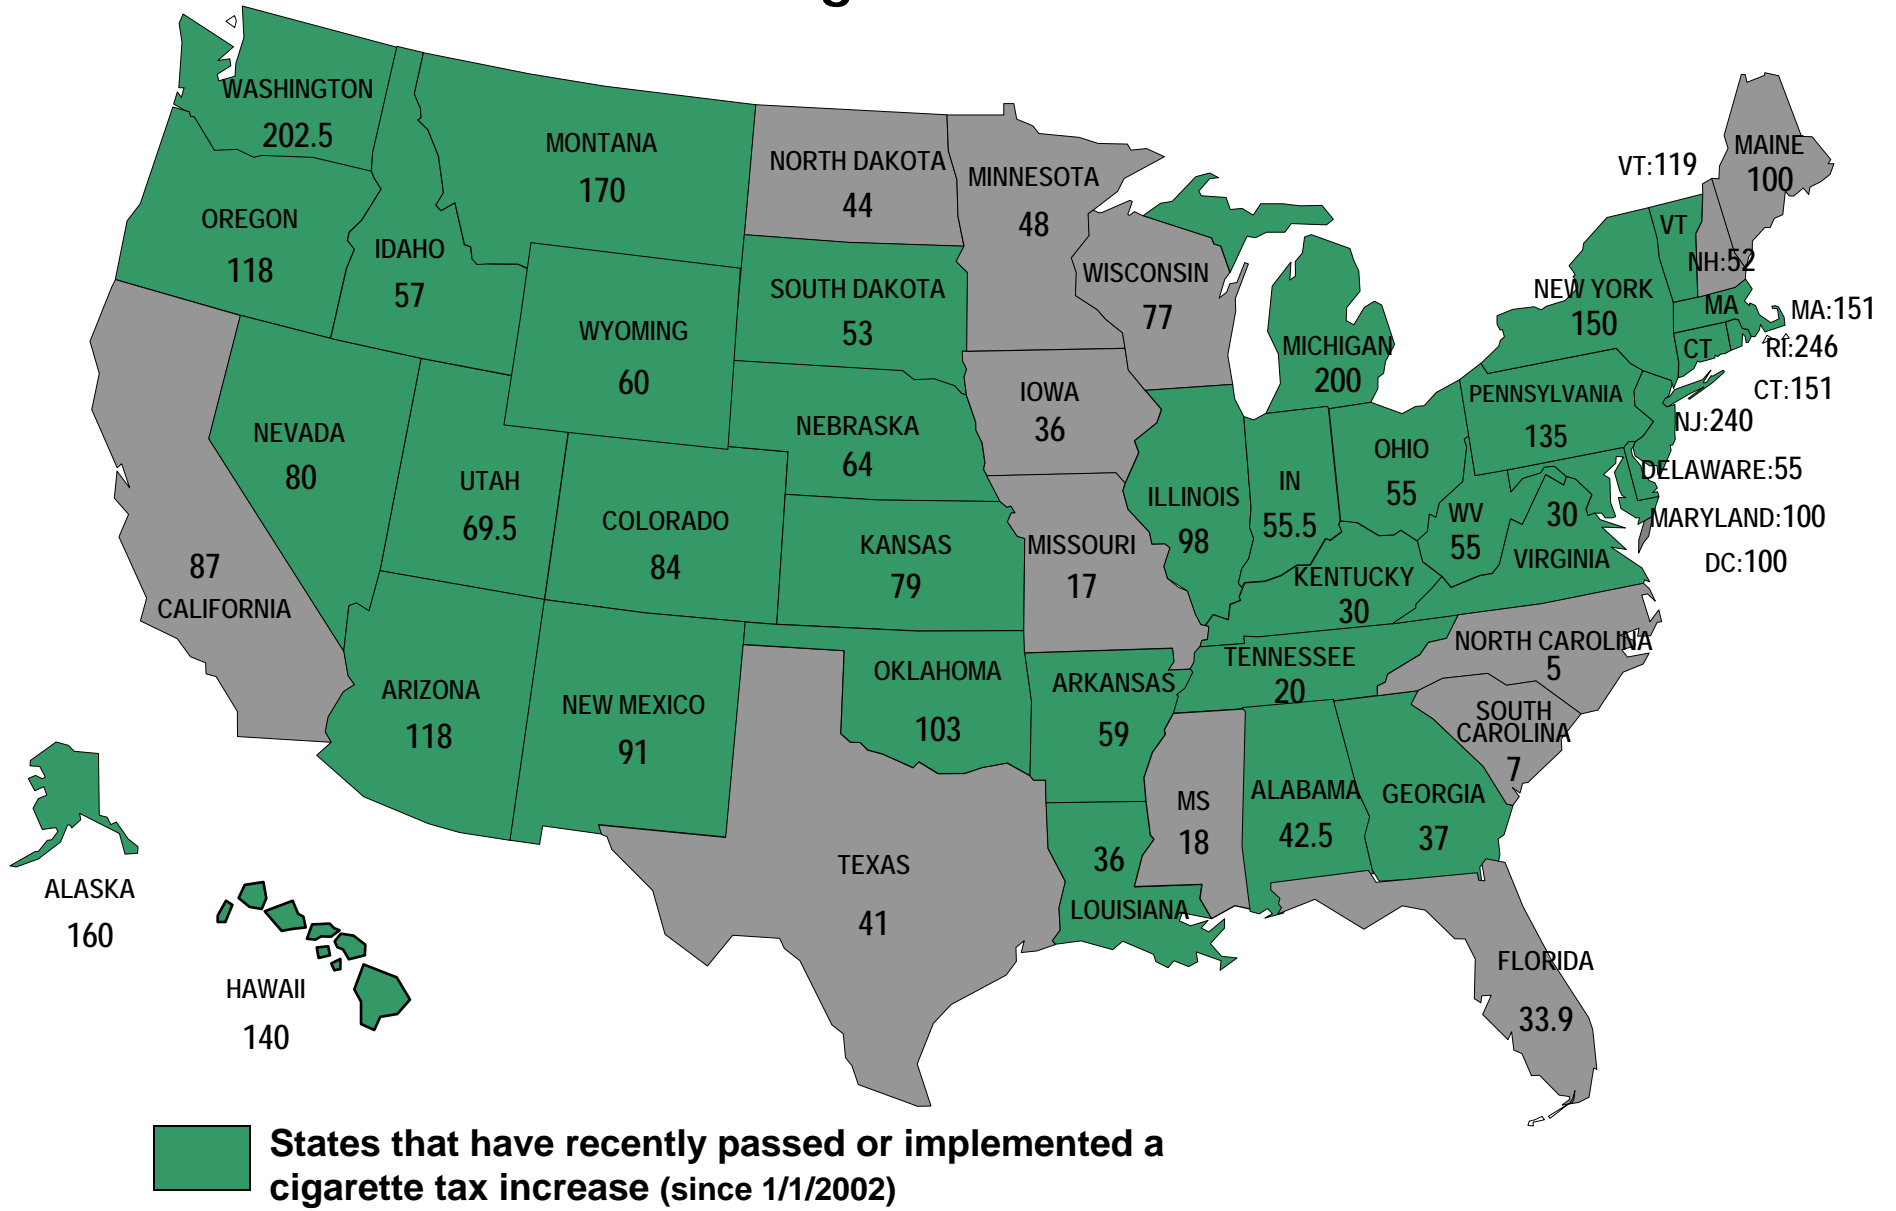 WASHINGTON
202.5
MONTANA
170
NORTH DAKOTA
44
MINNESOTA
48
MAINE
100
VT:119
OREGON
118
IDAHO
57
VT
NH:52
WISCONSIN
77
SOUTH DAKOTA
53
NEW YORK
150
MA
MA:151
WYOMING
60
MICHIGAN
200
CT
RI:246
CT:151
IOWA
36
PENNSYLVANIA
135
NJ:240
NEVADA
80
NEBRASKA
64
OHIO
55
DELAWARE:55
UTAH
69.5
COLORADO
84
ILLINOIS
98
IN
55.5
WV
55
30
VIRGINIA
MARYLAND:100
DC:100
87
CALIFORNIA
KANSAS
79
MISSOURI
17
KENTUCKY
30
NORTH CAROLINA
5
TENNESSEE
20
ARIZONA
118
NEW MEXICO
91
OKLAHOMA
103
ARKANSAS
59
SOUTH
CAROLINA
7
MS
18
ALABAMA
42.5
GEORGIA
37
TEXAS
41
36
LOUISIANA
ALASKA
160
HAWAII
140
FLORIDA
33.9
States that have recently passed or implemented a
cigarette tax increase (since 1/1/2002)